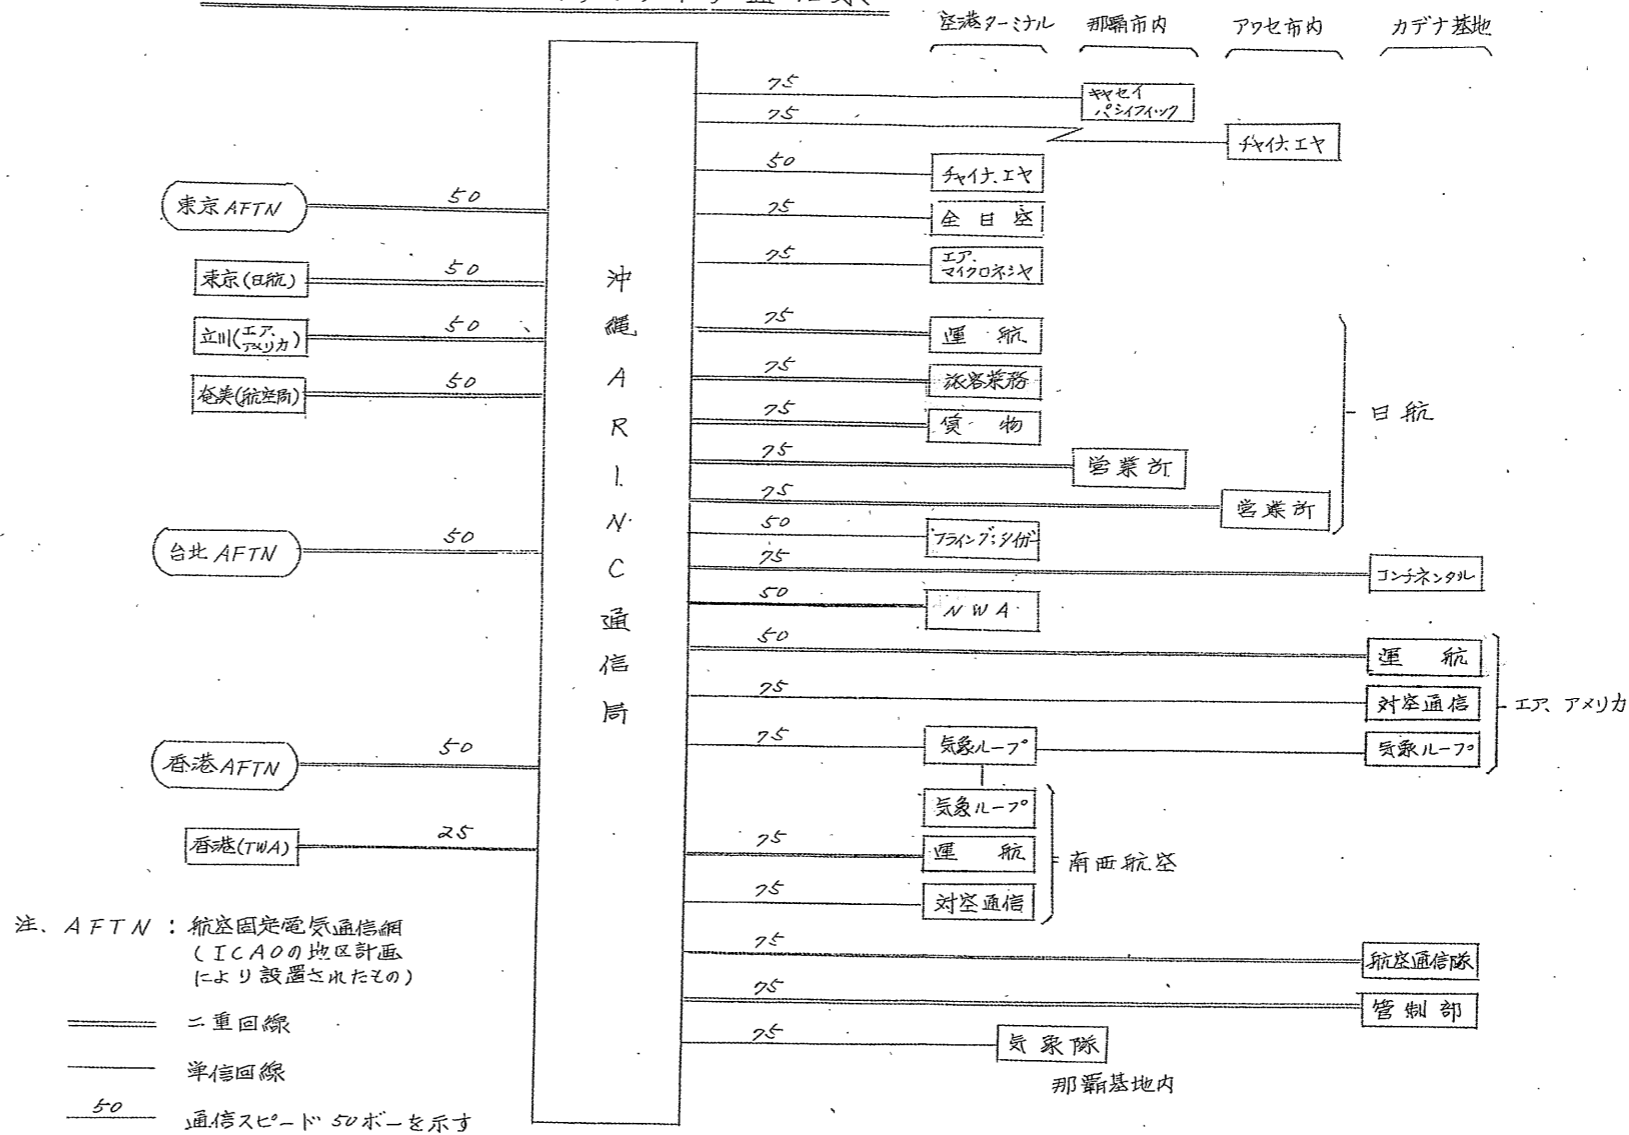 空港ターミナル 那覇市内 アワセ市内 カデナ基地
75
キャセイ
パシイフイック
75
チャイナ、エヤ
50
チャイナ、エヤ
75
全日空
75
エア、
マイクロネシヤ
75
運 航
75
旅客業務
75
貨 物
75
営業所
75
営業所
日航
50
フライング、タイガー
75
コンチネンタル
50
NWA
50
運 航
75
対空通信
75
気象ループ
気象ループ
エア、アメリカ
気象ループ
75
運 航
75
対空通信
南西航空
75
航空通信隊
75
管制部
75
気象隊
那覇基地内
沖縄ARINC通信局
東京AFTN
50
東京(日航)
50
立川(エア、
アメリカ)
50
奄美(航空局)
50
台北AFTN
50
香港AFTN
50
香港(TWA)
25
注、AFTN:航空固定電気通信網
(ICAOの地区計画
により設置されたもの)
二重回線
単信回線
50 通信スピード 50ボーを示す